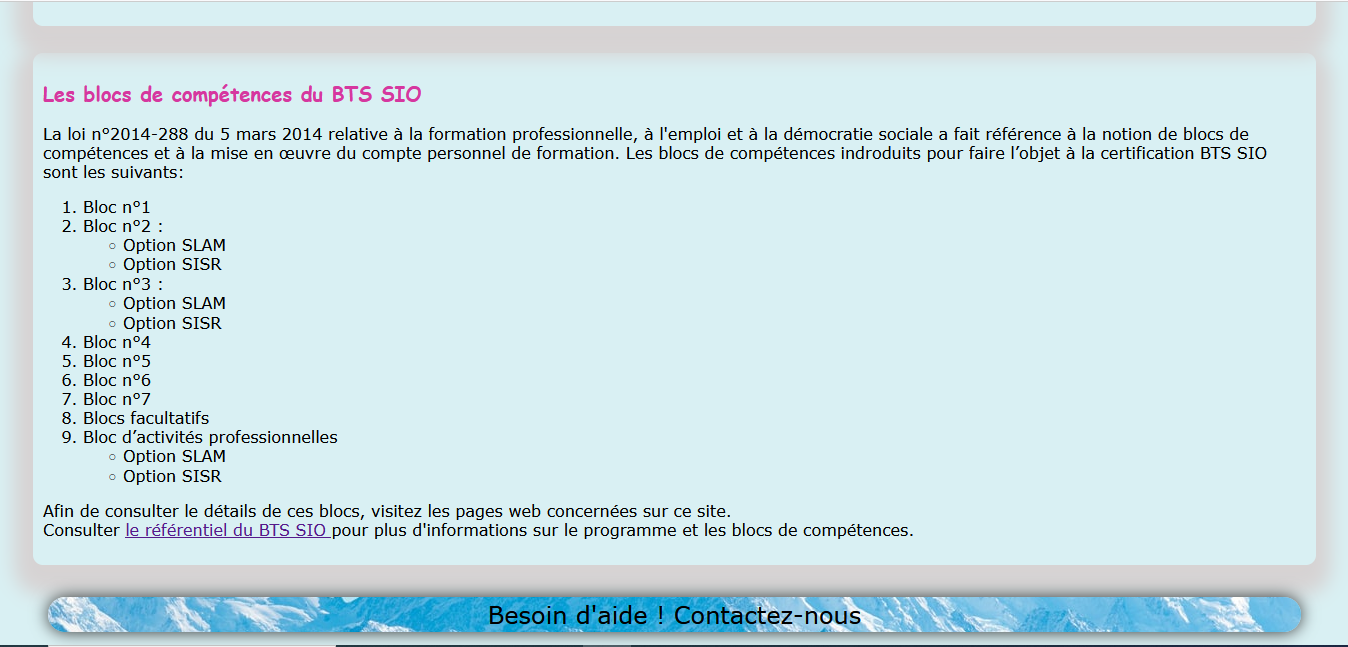 Les blocs de compétences du BTS SIO
La loi n°2014-288 du 5 mars 2014 relative à la formation professionnelle, à l'emploi et à la démocratie sociale a fait référence à la notion de blocs de
compétences et à la mise en œuvre du compte personnel de formation. Les blocs de compétences indroduits pour faire l’objet à la certification BTS SIO
sont les suivants:
1. Bloc n°1
2. Bloc n°2 :
◦ Option SLAM
◦ Option SISR
3. Bloc n°3 :
◦ Option SLAM
◦ Option SISR
4. Bloc n°4
5. Bloc n°5
6. Bloc n°6
7. Bloc n°7
8. Blocs facultatifs
9. Bloc d’activités professionnelles
◦ Option SLAM
◦ Option SISR
Afin de consulter le détails de ces blocs, visitez les pages web concernées sur ce site.
Consulter le référentiel du BTS SIO pour plus d'informations sur le programme et les blocs de compétences.
Besoin d'aide ! Contactez-nous